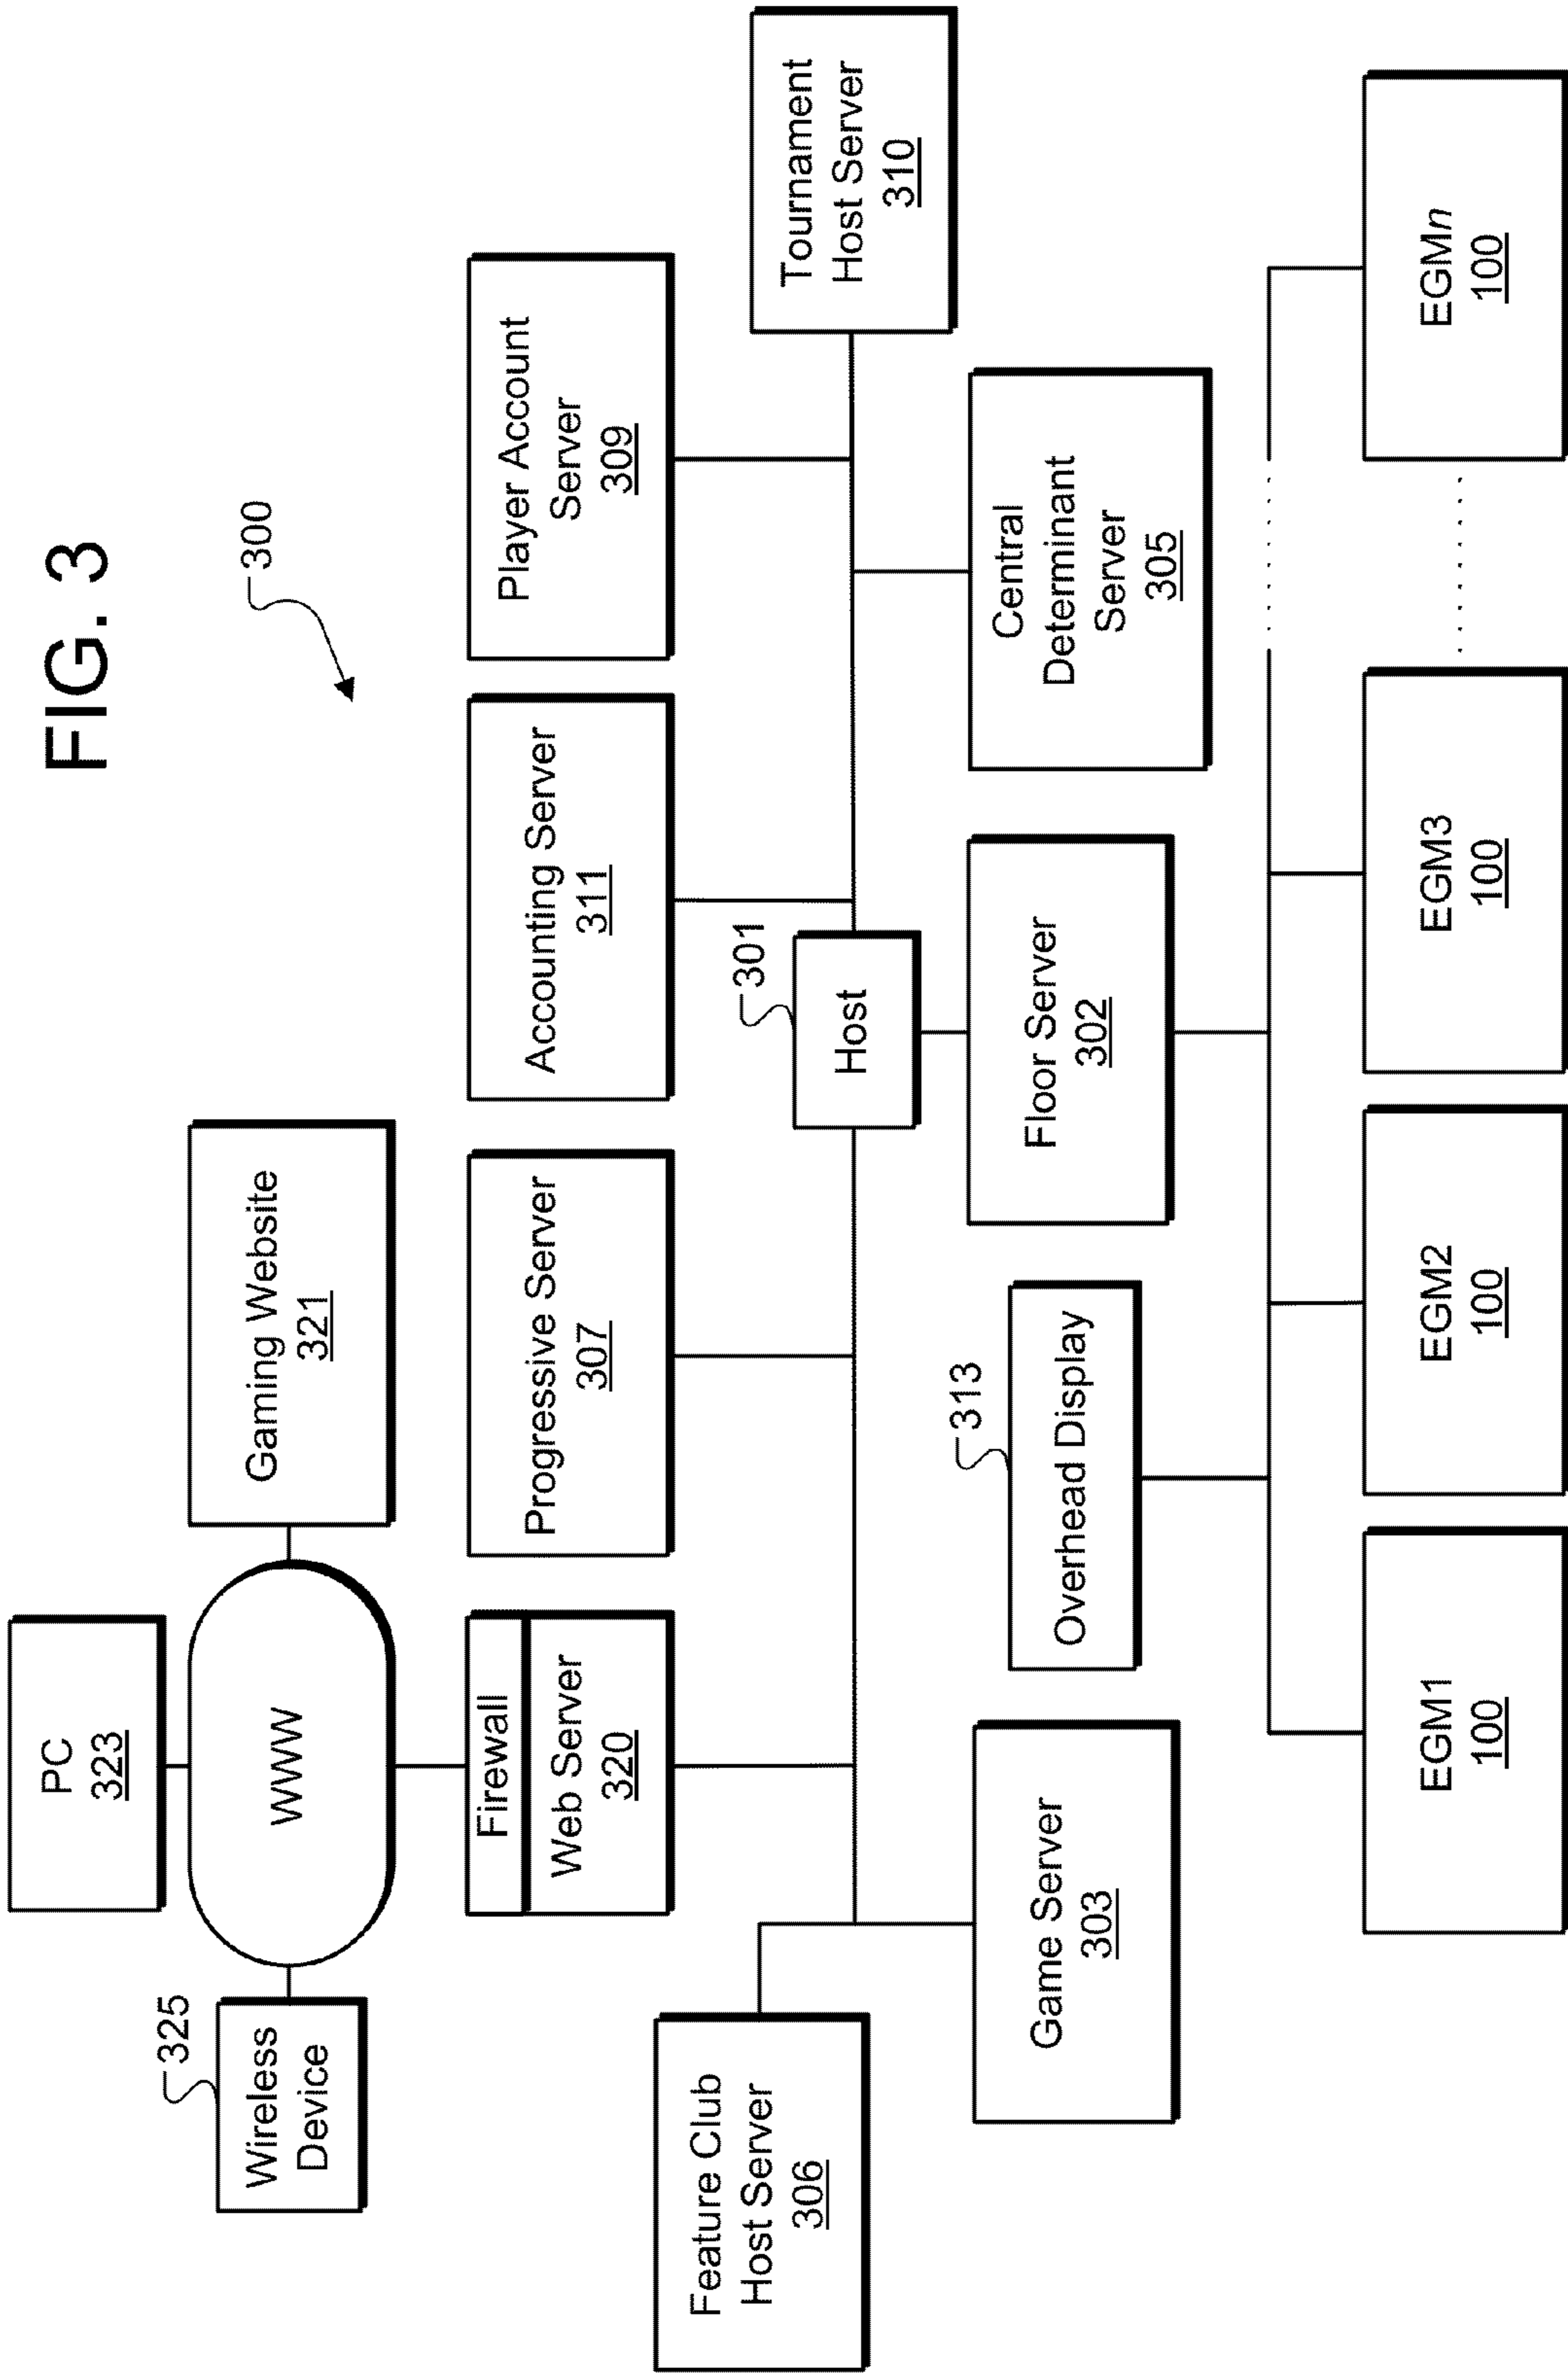 FIG. 3
300
PC
323
325
Wireless
Device
WWW
Gaming Website
321
Firewall
Web Server
320
Progressive Server
307
Accounting Server
311
Player Account
Server
309
Feature Club
Host Server
306
301
Host
Tournament
Host Server
310
Game Server
303
313
Overhead Display
Floor Server
302
Central
Determinant
Server
305
EGM1
100
EGM2
100
EGM3
100
EGMn
100